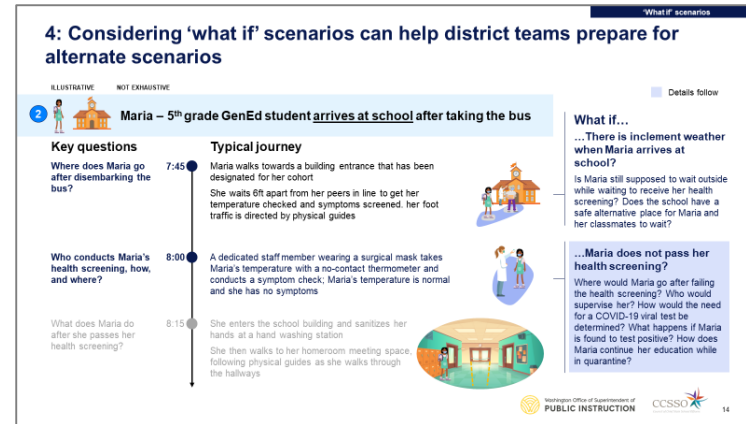 'What if' scenarios
4: Considering 'what if' scenarios can help district teams prepare for
alternate scenarios
ILLUSTRATIVE NOT EXHAUSTIVE
Details follow
2 Maria – 5th grade GenEd student arrives at school after taking the bus
Key questions
Typical journey
Where does Maria go
after disembarking the
bus?
7:45
Maria walks towards a building entrance that has been
designated for her cohort
She waits 6ft apart from her peers in line to get her
temperature checked and symptoms screened. her foot
traffic is directed by physical guides
Who conducts Maria's
health screening, how,
and where?
8:00
A dedicated staff member wearing a surgical mask takes
Maria's temperature with a no-contact thermometer and
conducts a symptom check; Maria's temperature is normal
and she has no symptoms
What does Maria do
after she passes her
health screening?
8:15
She enters the school building and sanitizes her
hands at a hand washing station
She then walks to her homeroom meeting space,
following physical guides as she walks through
the hallways
What if…
…There is inclement weather
when Maria arrives at
school?
Is Maria still supposed to wait outside
while waiting to receive her health
screening? Does the school have a
safe alternative place for Maria and
her classmates to wait?
…Maria does not pass her
health screening?
Where would Maria go after failing
the health screening? Who would
supervise her? How would the need
for a COVID-19 viral test be
determined? What happens if Maria
is found to test positive? How does
Maria continue her education while
in quarantine?
Washington Office of Superintendent of
PUBLIC INSTRUCTION
CCSSO
14